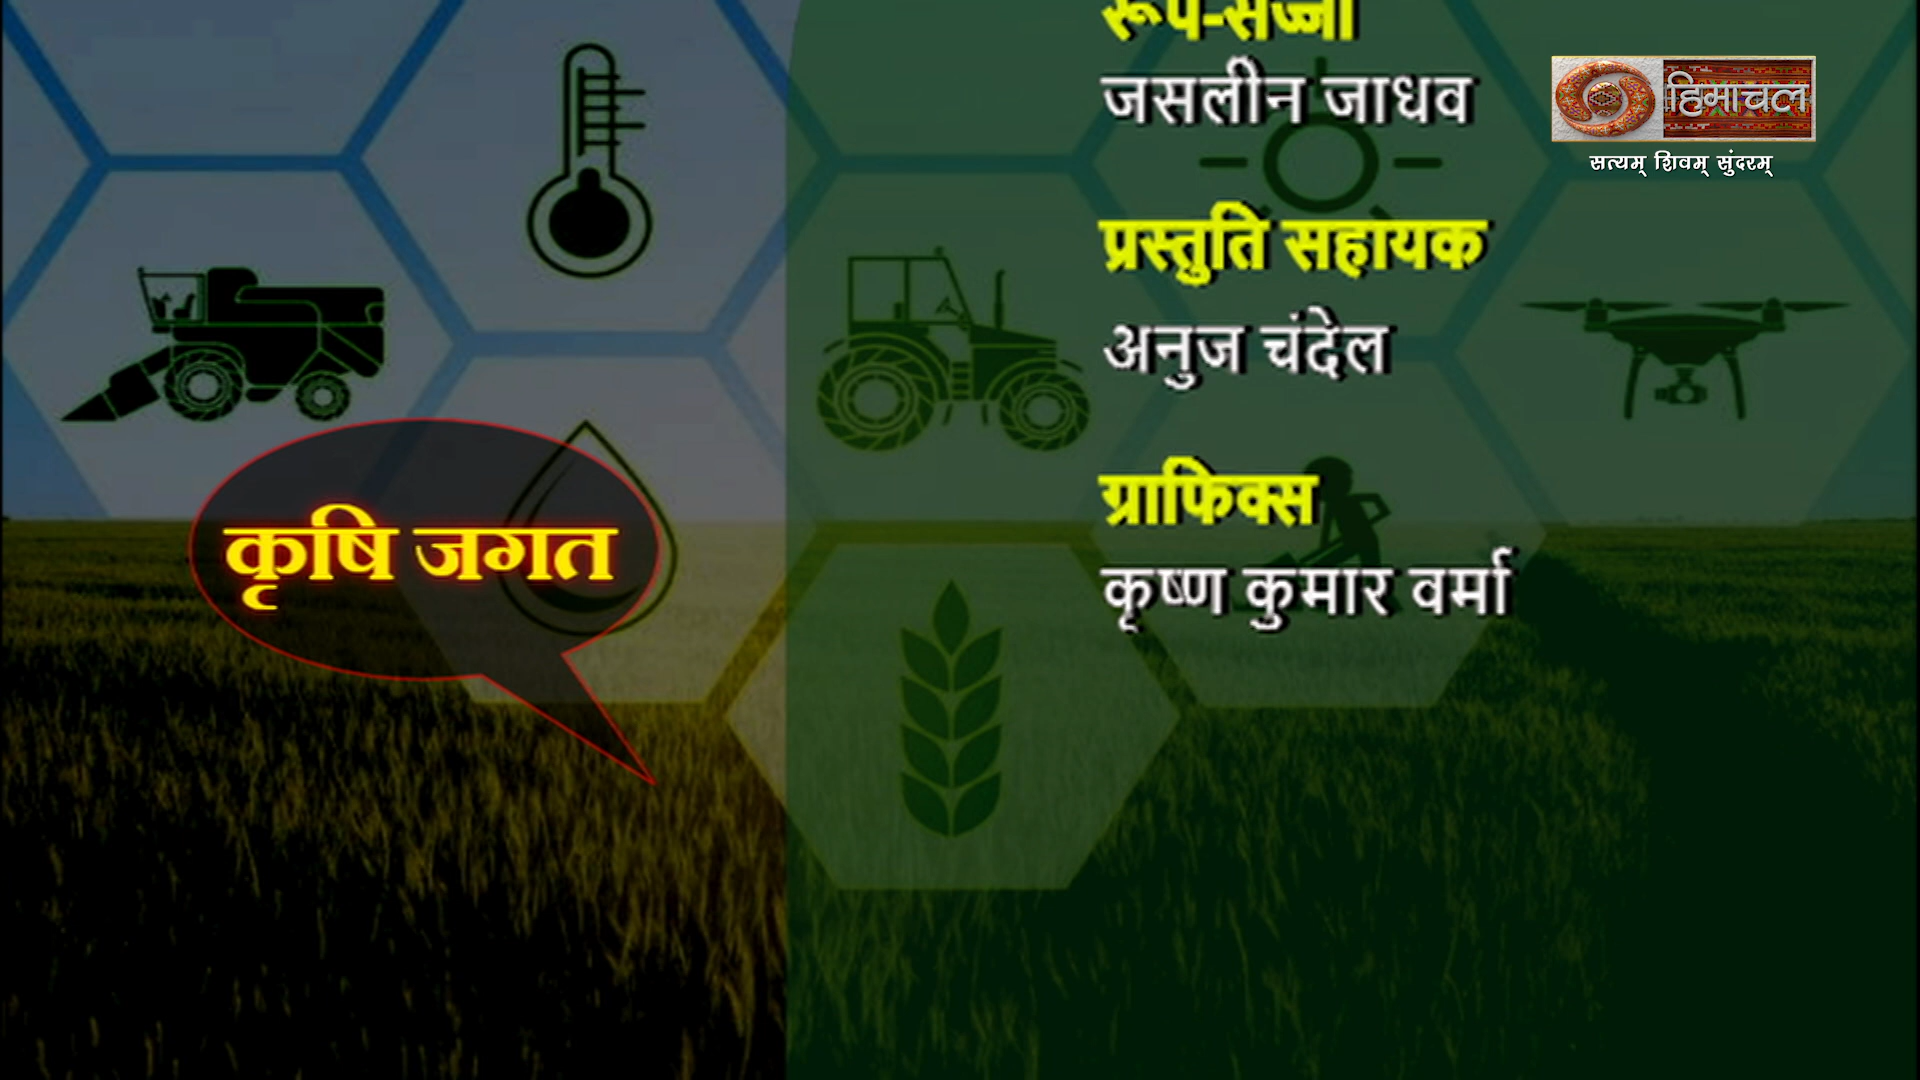 रूप-सज्जा
जसलीन जाधव
हिमाचल
सत्यम् शिवम् सुंदरम्
प्रस्तुति सहायक
अनुज चंदेल
ग्राफिक्स
कृष्ण कुमार वर्मा
कृषि जगत